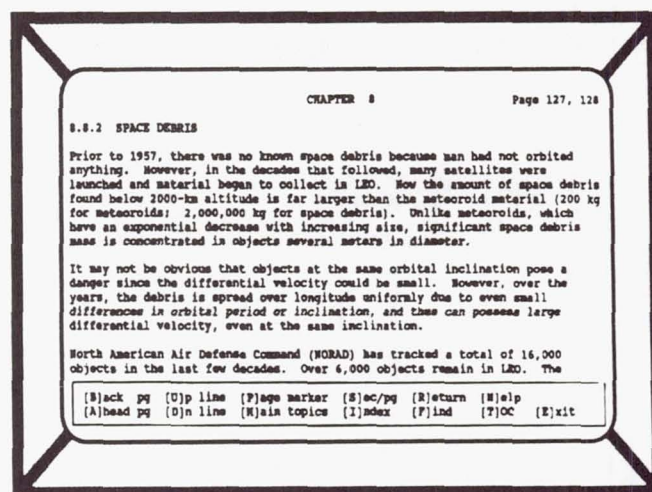 CHAPTER 8 Page 127, 128
8.8.2 SPACE DEBRIS
Prior to 1957, there was no known space debris because man had not orbited
anything. However, in the decades that followed, many satellites were
launched and material began to collect in LEO. Now the amount of space debris
found below 2000-km altitude is far larger than the meteoroid material (200 kg
for meteoroids; 2,000,000 kg for space debris). Unlike meteoroids, which
have an exponential decrease with increasing size, significant space debris
mass is concentrated in objects several meters in diameter.
It may not be obvious that objects at the same orbital inclination pose a
danger since the differential velocity could be small. However, over the
years, the debris is spread over longitude uniformly due to even small
differences in orbital period or inclination, and thus can possess large
differential velocity, even at the same inclination.
North American Air Defense Command (NORAD) has tracked a total of 16,000
objects in the last few decades. Over 6,000 objects remain in LEO. The
[B]ack pg [U]p line [P]age marker [S]ec/pg [R]eturn [H]elp
[A]head pg [D]n line [M]ain topics [I]ndex [F]ind [T]OC [E]xit